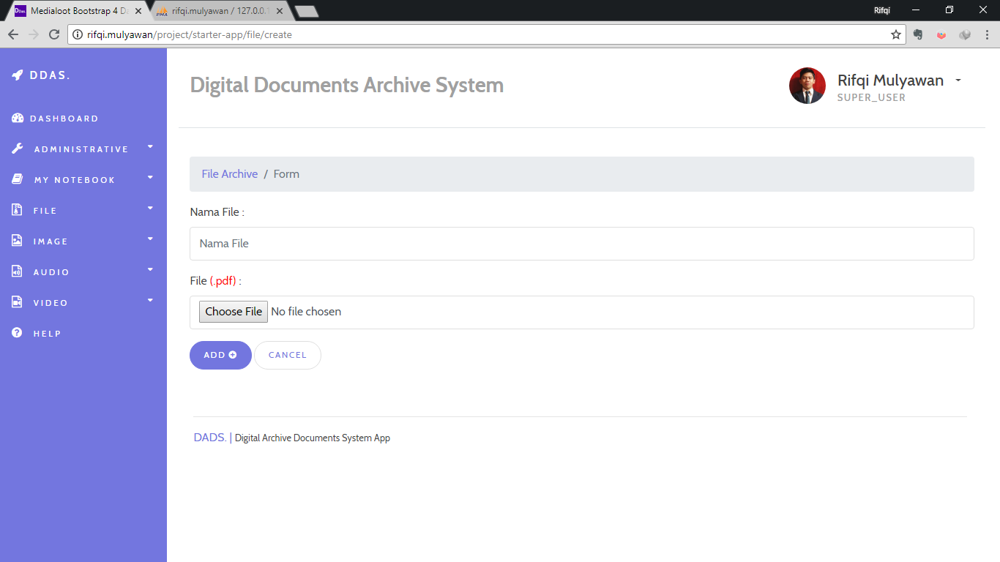 Medialoot Bootstrap 4 Da
rifqi.mulyawan / 127.0.0.1
Rifqi
rifqi.mulyawan/project/starter-app/file/create
DDAS.
DASHBOARD
ADMINISTRATIVE
MY NOTEBOOK
FILE
IMAGE
AUDIO
VIDEO
HELP
Digital Documents Archive System
Rifqi Mulyawan
SUPER_USER
File Archive / Form
Nama File :
Nama File
File (.pdf) :
Choose File No file chosen
ADD
CANCEL
DADS. | Digital Archive Documents System App